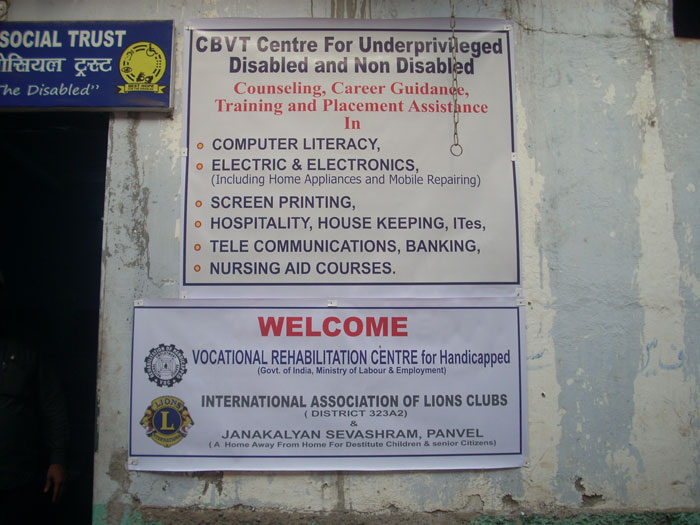 SOCIAL TRUST
सोसियल ट्रस्ट
The Disabled"
BEST HOPE
CBVT Centre For Underprivileged
Disabled and Non Disabled
Counseling, Career Guidance,
Training and Placement Assistance
In
COMPUTER LITERACY,
ELECTRIC & ELECTRONICS,
(Including Home Appliances and Mobile Repairing)
SCREEN PRINTING,
HOSPITALITY, HOUSE KEEPING, ITes,
TELE COMMUNICATIONS, BANKING,
NURSING AID COURSES.
WELCOME
VOCATIONAL REHABILITATION CENTRE for Handicapped
(Govt. of India, Ministry of Labour & Employment)
INTERNATIONAL ASSOCIATION OF LIONS CLUBS
( DISTRICT 323A2)
&
JANAKALYAN SEVASHRAM, PANVEL
( A Home Away From Home For Destitute Children & senior Citizens)
LIONS
L
INTERNATIONAL